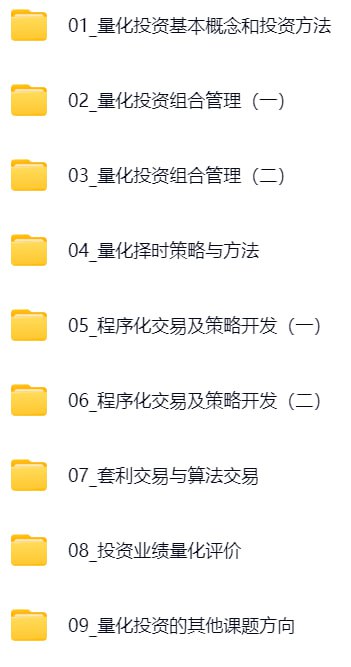 01_量化投资基本概念和投资方法
02_量化投资组合管理（一）
03_量化投资组合管理（二）
04_量化择时策略与方法
05_程序化交易及策略开发（一）
06_程序化交易及策略开发（二）
07_套利交易与算法交易
08_投资业绩量化评价
09_量化投资的其他课题方向